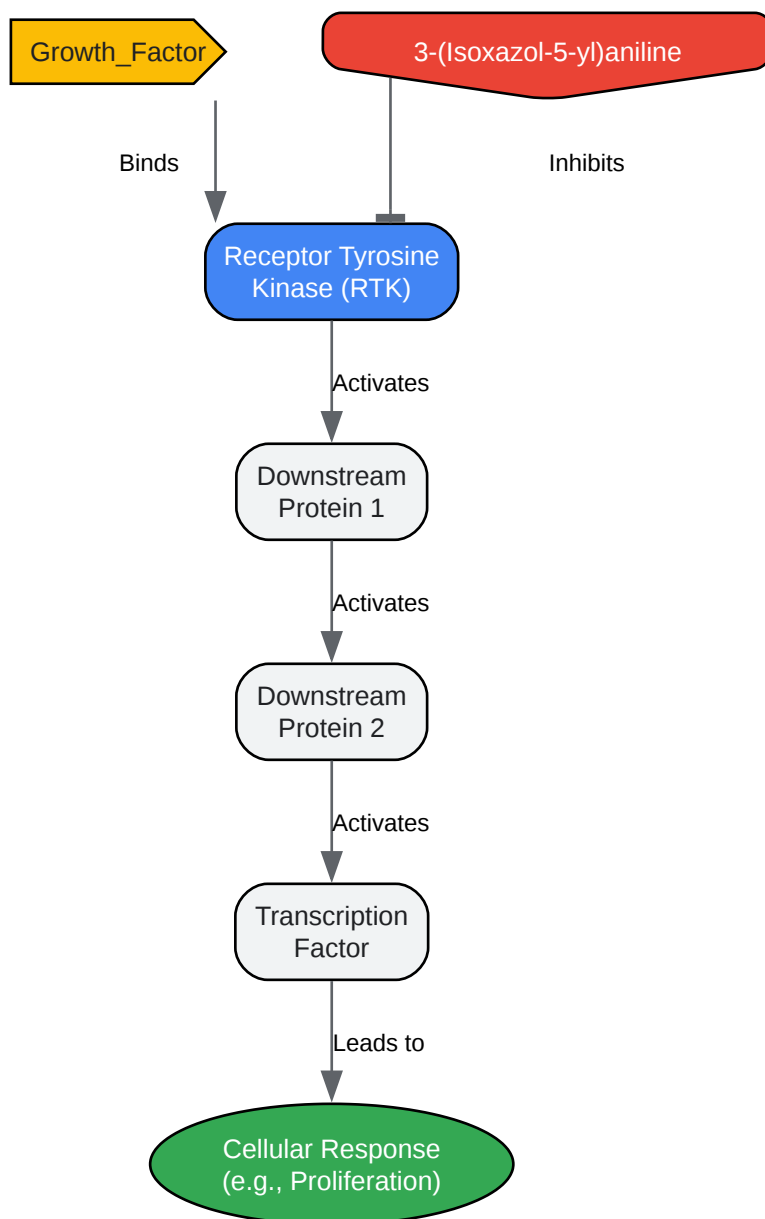 Growth_Factor
3-(Isoxazol-5-yl)aniline
Binds
Inhibits
Receptor Tyrosine
Kinase (RTK)
Activates
Downstream
Protein 1
Activates
Downstream
Protein 2
Activates
Transcription
Factor
Leads to
Cellular Response
(e.g., Proliferation)